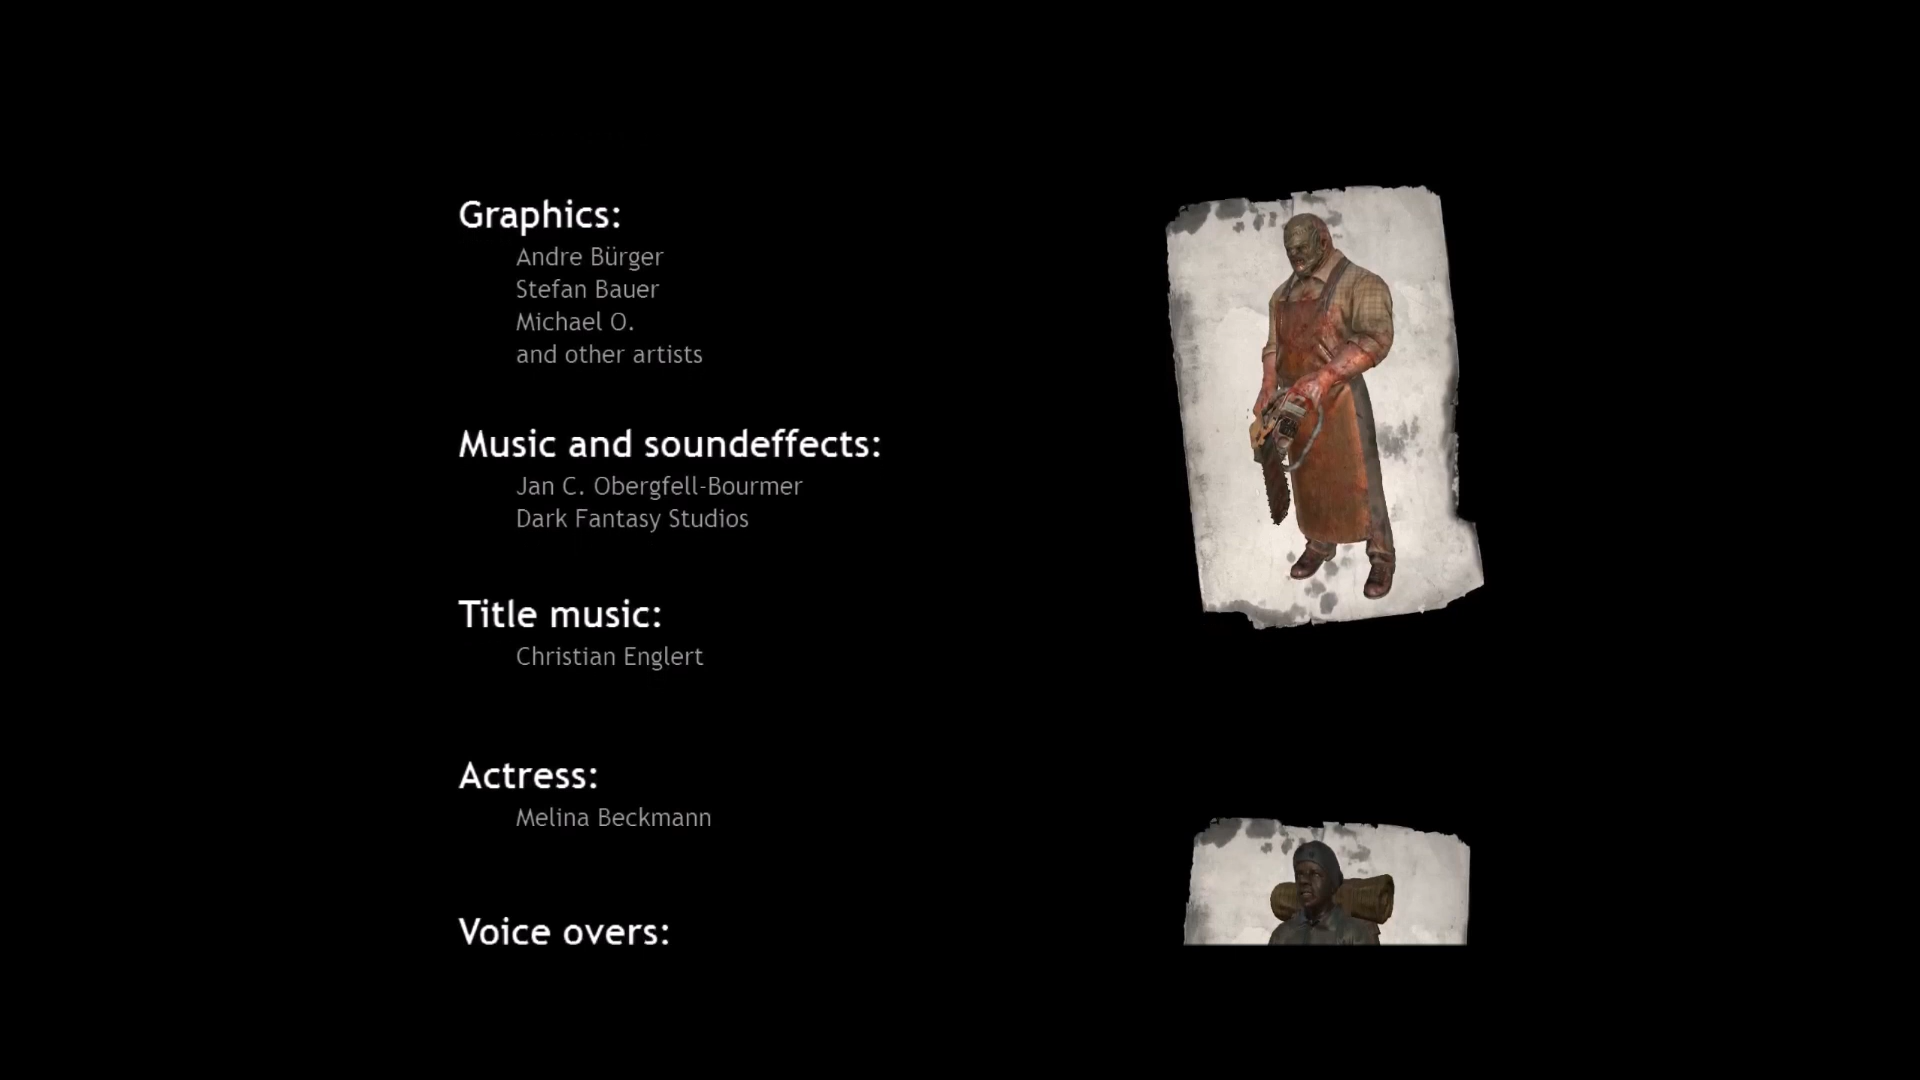 Graphics:
Andre Bürger
Stefan Bauer
Michael O.
and other artists
Music and soundeffects:
Jan C. Obergfell-Bourmer
Dark Fantasy Studios
Title music:
Christian Englert
Actress:
Melina Beckmann
Voice overs: